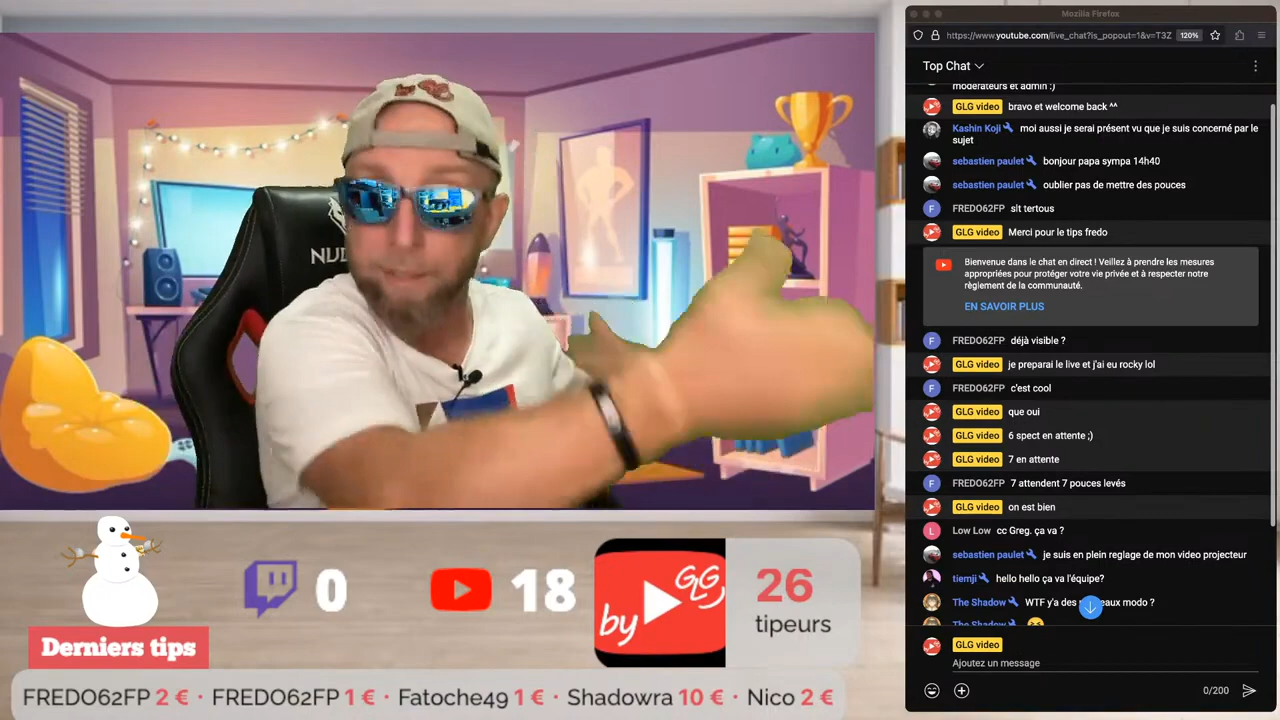 Mozilla Firefox
https://www.youtube.com/live_chat?is_popout=1&v=T3Z
120%
Top Chat
modérateurs et admin :)
GLG video bravo et welcome back ^^
Kashin Koji moi aussi je serai présent vu que je suis concerné par le
sujet
sebastien paulet bonjour papa sympa 14h40
sebastien paulet oublier pas de mettre des pouces
FREDO62FP slt tertous
GLG video Merci pour le tips fredo
Bienvenue dans le chat en direct ! Veillez à prendre les mesures
appropriées pour protéger votre vie privée et à respecter notre
règlement de la communauté.
EN SAVOIR PLUS
FREDO62FP déjà visible ?
GLG video je preparai le live et j'ai eu rocky lol
FREDO62FP c'est cool
GLG video que oui
GLG video 6 spect en attente ;)
GLG video 7 en attente
FREDO62FP 7 attendent 7 pouces levés
GLG video on est bien
Low Low cc Greg. ça va ?
sebastien paulet je suis en plein reglage de mon video projecteur
tiemji hello hello ça va l'équipe?
The Shadow WTF y'a des eaux modo ?
The Shadow
GLG video
Ajoutez un message
0/200
0
18
by GLG
26
tipeurs
Derniers tips
FREDO62FP 2 € · FREDO62FP 1 € · Fatoche49 1 € · Shadowra 10 € · Nico 2 €